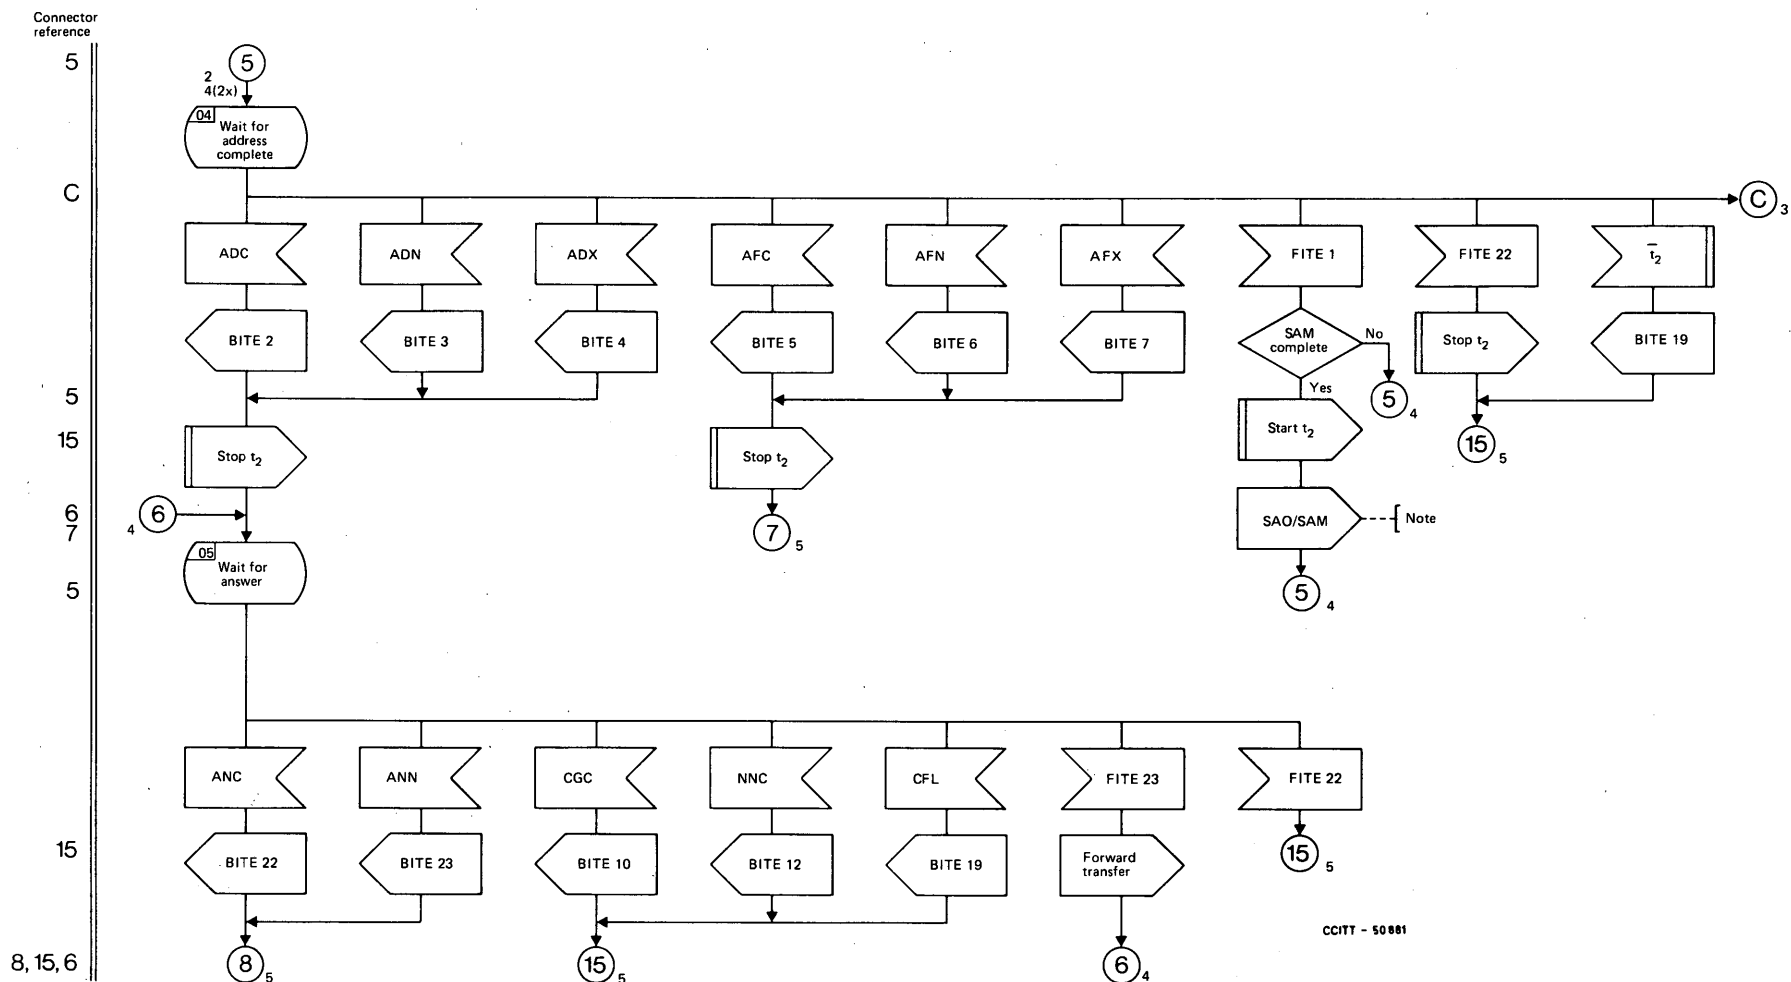 Connector
reference
5
5
2
4(2x)
04
Wait for
address
complete
C
C
3
ADC
ADN
ADX
AFC
AFN
AFX
FITE 1
FITE 22
t̅2
BITE 2
BITE 3
BITE 4
BITE 5
BITE 6
BITE 7
SAM
complete
No
Stop t2
BITE 19
5
Yes
5
4
15
Stop t2
Stop t2
Start t2
15
5
6
7
4
6
7
5
SAO/SAM
Note
05
Wait for
answer
5
5
4
ANC
ANN
CGC
NNC
CFL
FITE 23
FITE 22
15
BITE 22
BITE 23
BITE 10
BITE 12
BITE 19
Forward
transfer
15
5
CCITT - 50881
8, 15, 6
8
5
15
5
6
4